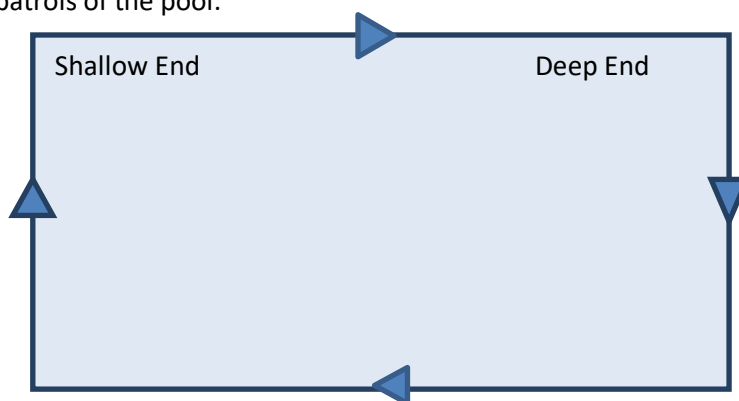 patrols of the pool.
Shallow End
Deep End